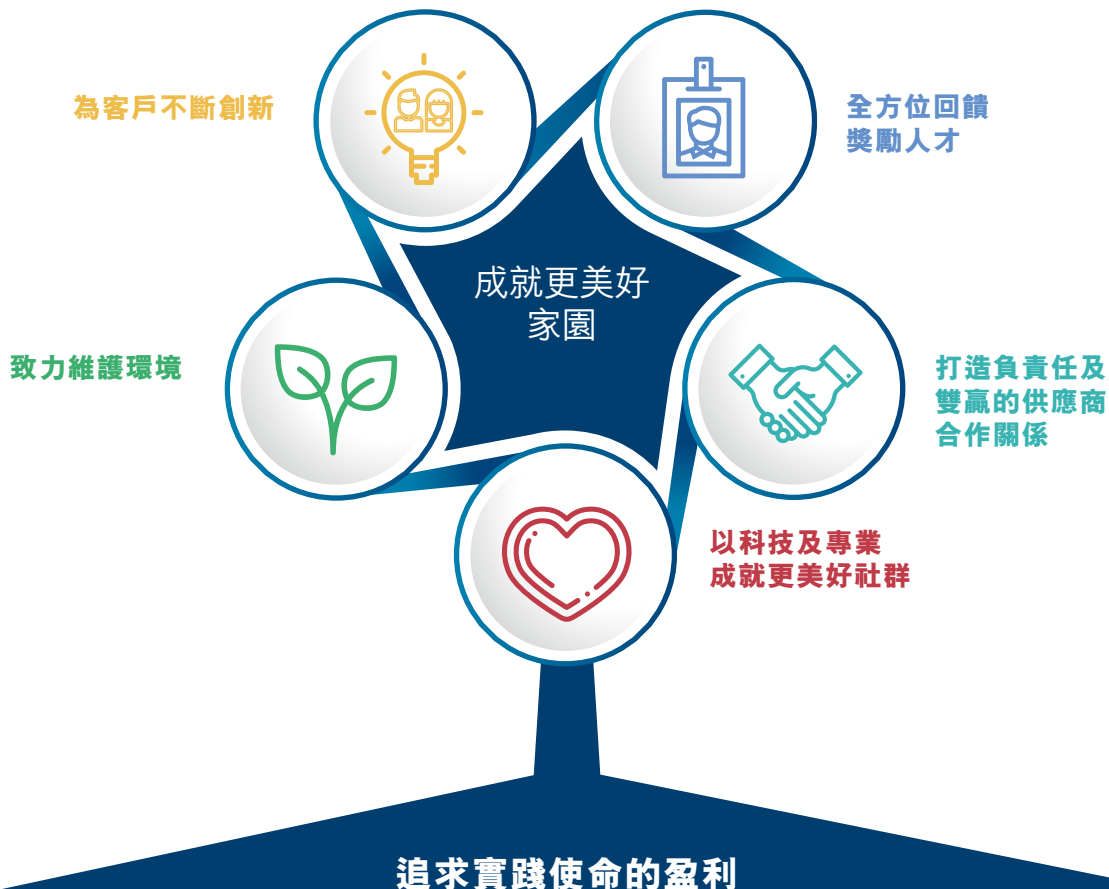 為客戶不斷創新
全方位回饋
獎勵人才
成就更美好
家園
致力維護環境
打造負責任及
雙贏的供應商
合作關係
以科技及專業
成就更美好社群
追求實踐使命的盈利